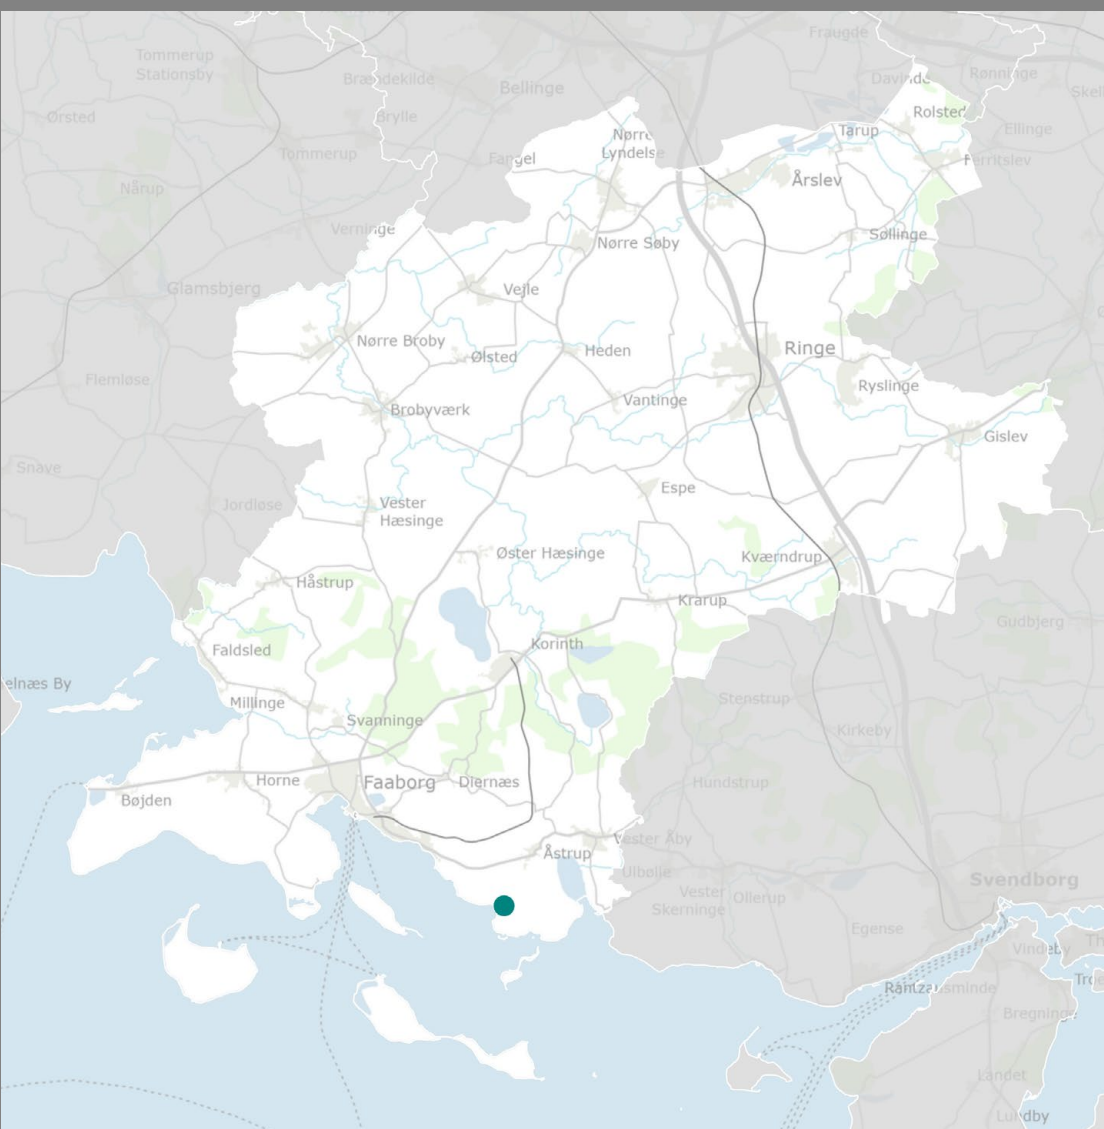 Fraugde
Tommerup
Stationsby
Brændekilde
Bellinge
Davinde
Rønninge
Ørsted
Brylle
Rolsted
Ellinge
Tommerup
Fangel
Nørre
Lyndelse
Tarup
Ferritslev
Nårup
Årslev
Verninge
Nørre Søby
Søllinge
Glamsbjerg
Vejle
Nørre Broby
Ølsted
Heden
Ringe
Flemløse
Brobyværk
Vantinge
Ryslinge
Gislev
Snave
Jordløse
Vester
Hæsinge
Espe
Øster Hæsinge
Kværndrup
Håstrup
Krarup
Gudbjerg
Faldsled
Korinth
elnæs By
Millinge
Svanninge
Stenstrup
Kirkeby
Horne
Faaborg
Diernæs
Hundstrup
Bøjden
Åstrup
Vester Åby
Ulbølle
Svendborg
Vester
Skerninge
Ollerup
Egense
Vindeby
Rantzausminde
Bregninge
Landet
Lundby